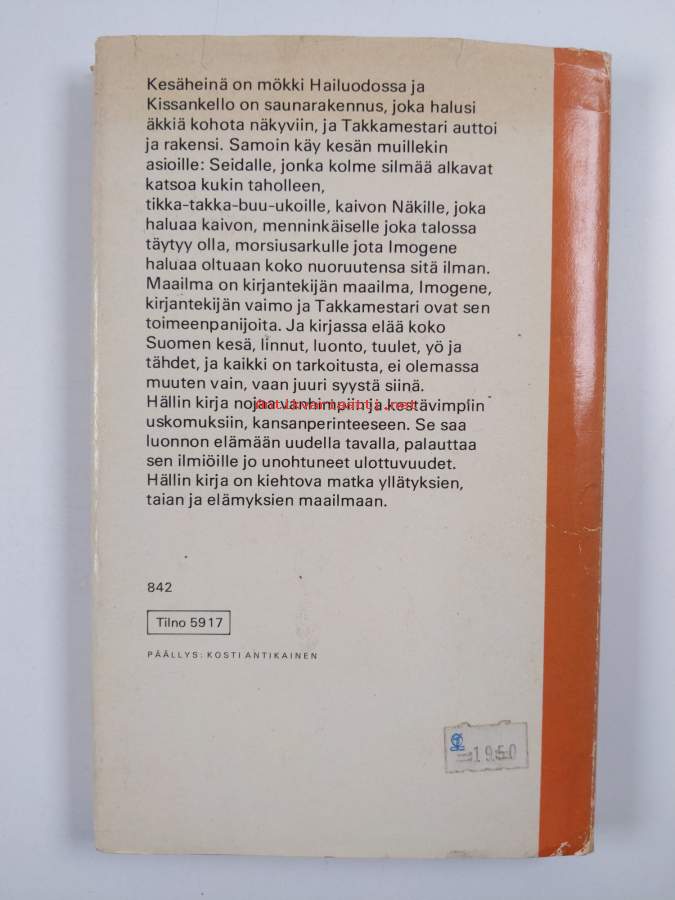 Kesäheinä on mökki Hailuodossa ja
Kissankello on saunarakennus, joka halusi
äkkiä kohota näkyviin, ja Takkamestari auttoi
ja rakensi. Samoin käy kesän muillekin
asioille: Seidalle, jonka kolme silmää alkavat
katsoa kukin taholleen,
tikka-takka-buu-ukoille, kaivon Näkille, joka
haluaa kaivon, menninkäiselle joka talossa
täytyy olla, morsiusarkulle jota Imogene
haluaa oltuaan koko nuoruutensa sitä ilman.
Maailma on kirjantekijän maailma, Imogene,
kirjantekijän vaimo ja Takkamestari ovat sen
toimeenpanijoita. Ja kirjassa elää koko
Suomen kesä, linnut, luonto, tuulet, yö ja
tähdet, ja kaikki on tarkoitusta, ei olemassa
muuten vain, vaan juuri syystä siinä.
Hällin kirja nojaa vanhimpiin ja kestävimpiin
uskomuksiin, kansanperinteeseen. Se saa
luonnon elämään uudella tavalla, palauttaa
sen ilmiöille jo unohtuneet ulottuvuudet.
Hällin kirja on kiehtova matka yllätyksien,
taian ja elämyksien maailmaan.
842
Tilno 5917
PÄÄLLYS: KOSTI ANTIKAINEN
1950